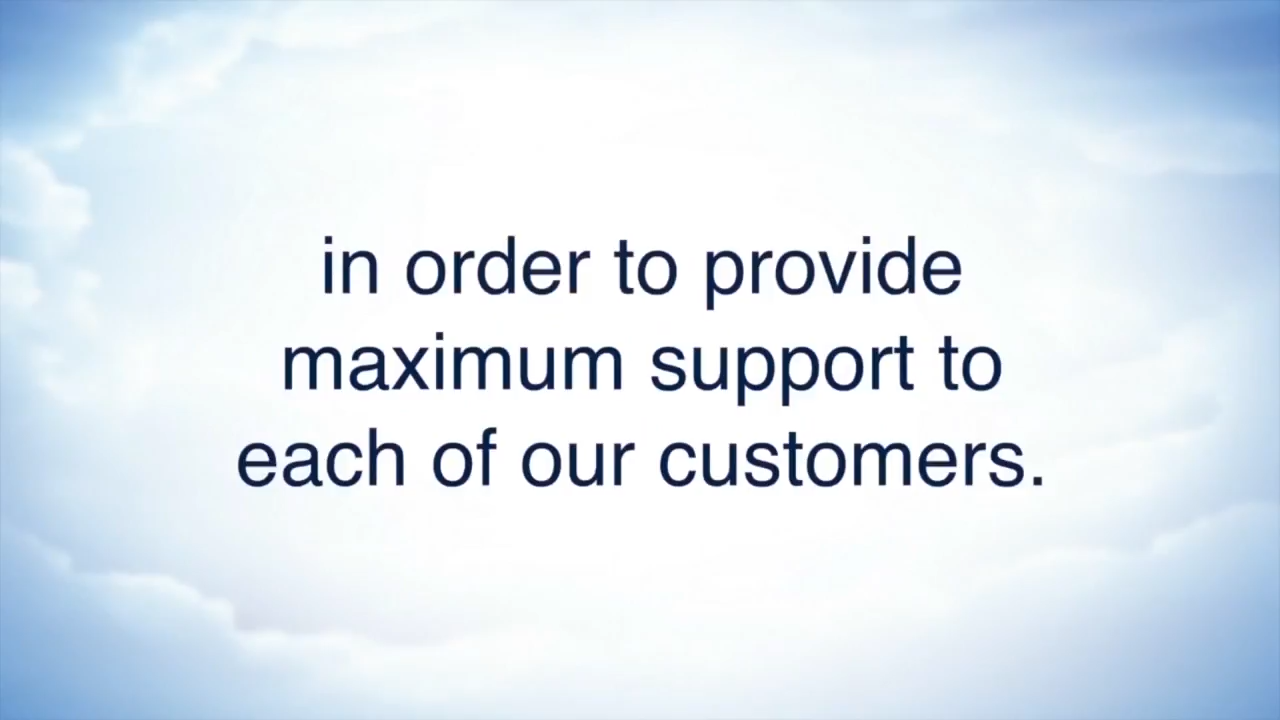 in order to provide
maximum support to
each of our customers.